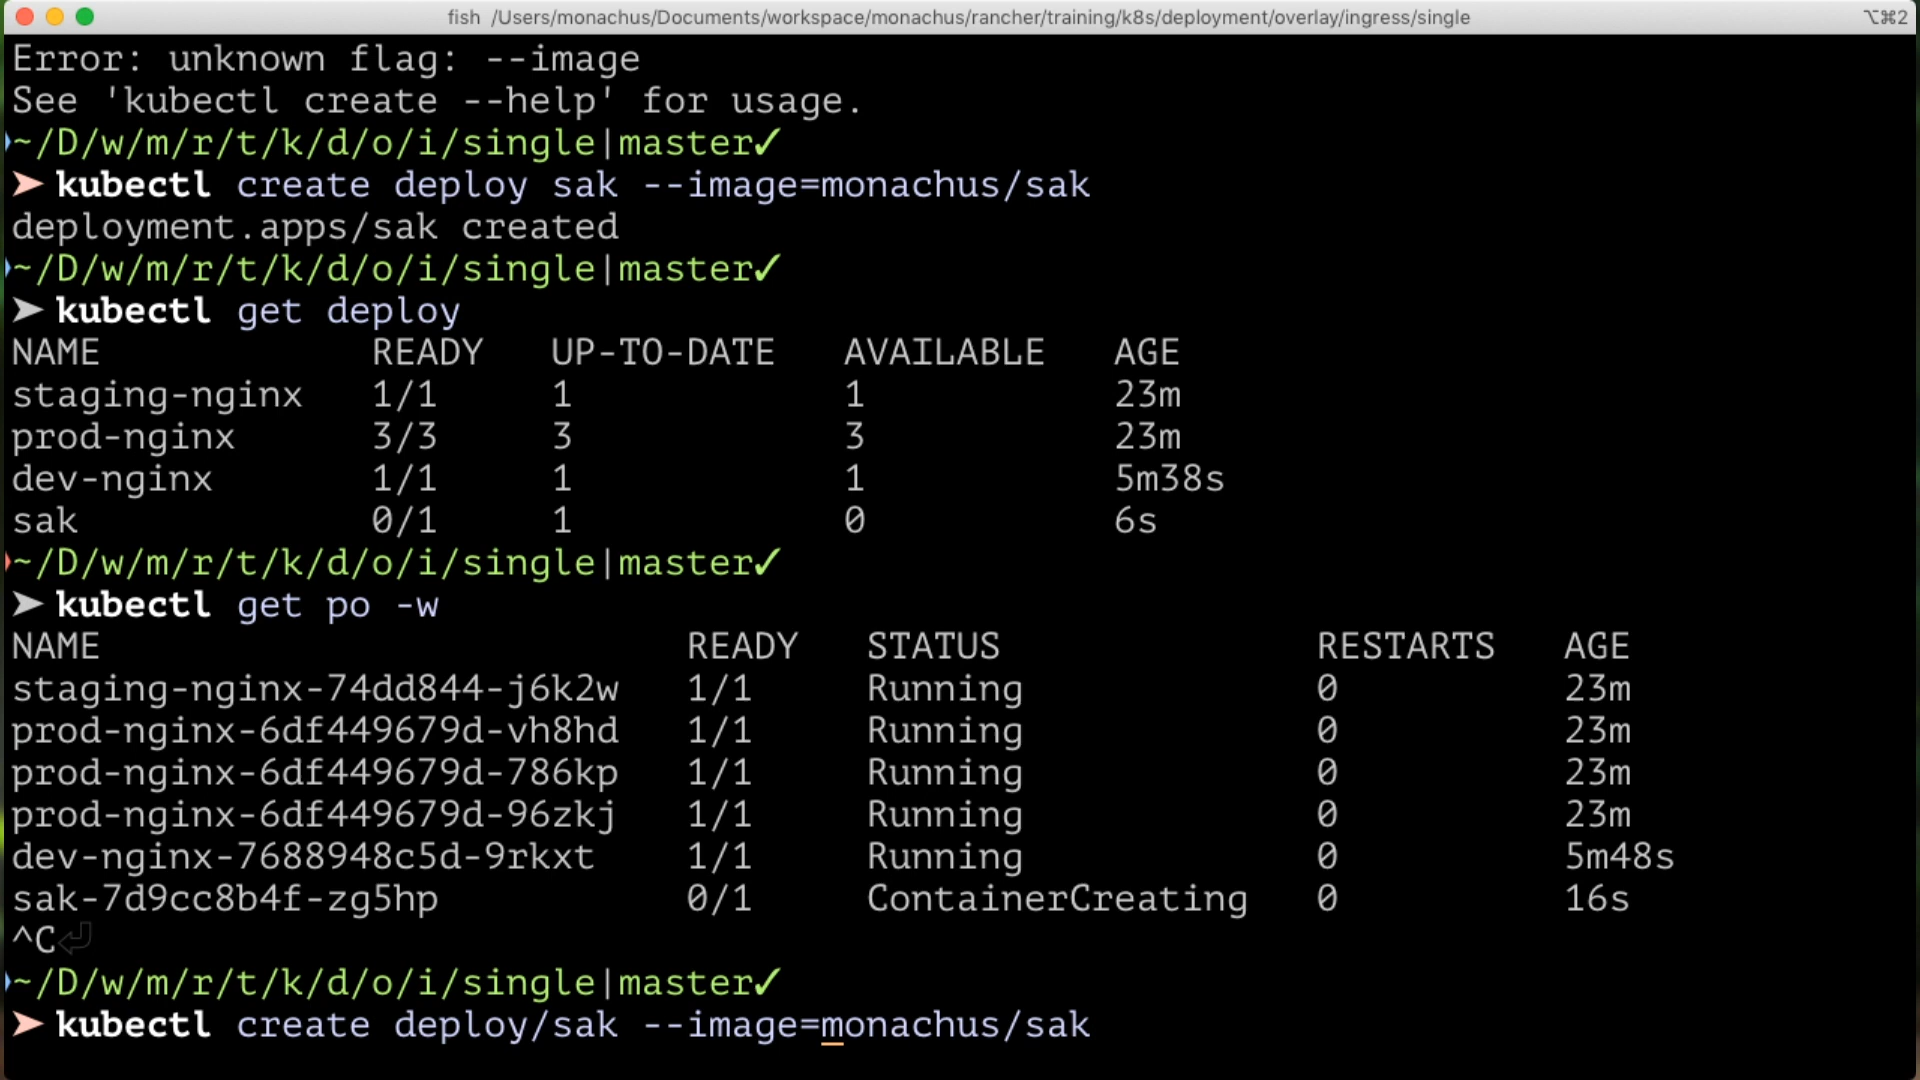 fish /Users/monachus/Documents/workspace/monachus/rancher/training/k8s/deployment/overlay/ingress/single ⌥⌘2
Error: unknown flag: --image
See 'kubectl create --help' for usage.
~/D/w/m/r/t/k/d/o/i/single|master✓
➤ kubectl create deploy sak --image=monachus/sak
deployment.apps/sak created
~/D/w/m/r/t/k/d/o/i/single|master✓
➤ kubectl get deploy
NAME READY UP-TO-DATE AVAILABLE AGE
staging-nginx 1/1 1 1 23m
prod-nginx 3/3 3 3 23m
dev-nginx 1/1 1 1 5m38s
sak 0/1 1 0 6s
~/D/w/m/r/t/k/d/o/i/single|master✓
➤ kubectl get po -w
NAME READY STATUS RESTARTS AGE
staging-nginx-74dd844-j6k2w 1/1 Running 0 23m
prod-nginx-6df449679d-vh8hd 1/1 Running 0 23m
prod-nginx-6df449679d-786kp 1/1 Running 0 23m
prod-nginx-6df449679d-96zkj 1/1 Running 0 23m
dev-nginx-7688948c5d-9rkxt 1/1 Running 0 5m48s
sak-7d9cc8b4f-zg5hp 0/1 ContainerCreating 0 16s
^C⏎
~/D/w/m/r/t/k/d/o/i/single|master✓
➤ kubectl create deploy/sak --image=monachus/sak